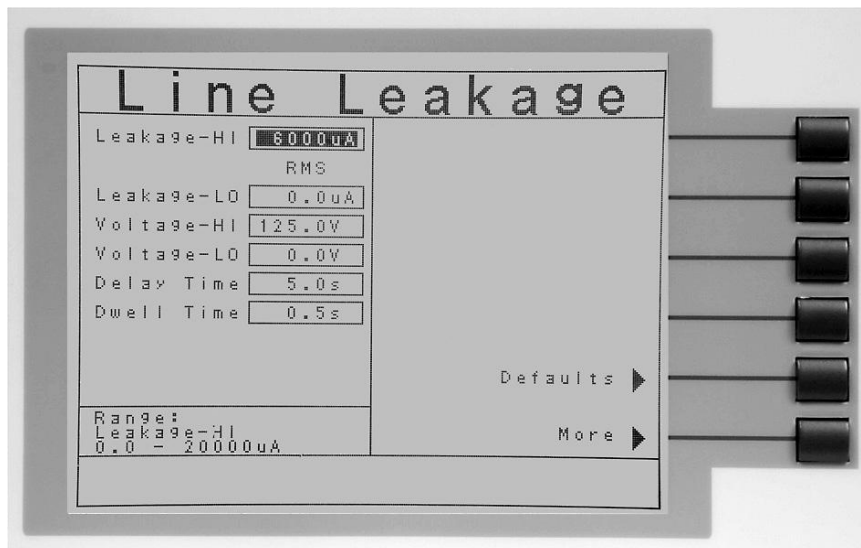 Line Leakage
Leakage-HI 6000uA
RMS
Leakage-LO 0.0uA
Voltage-HI 125.0V
Voltage-LO 0.0V
Delay Time 5.0s
Dwell Time 0.5s
Defaults
Range:
Leakage-HI
0.0 - 20000uA
More